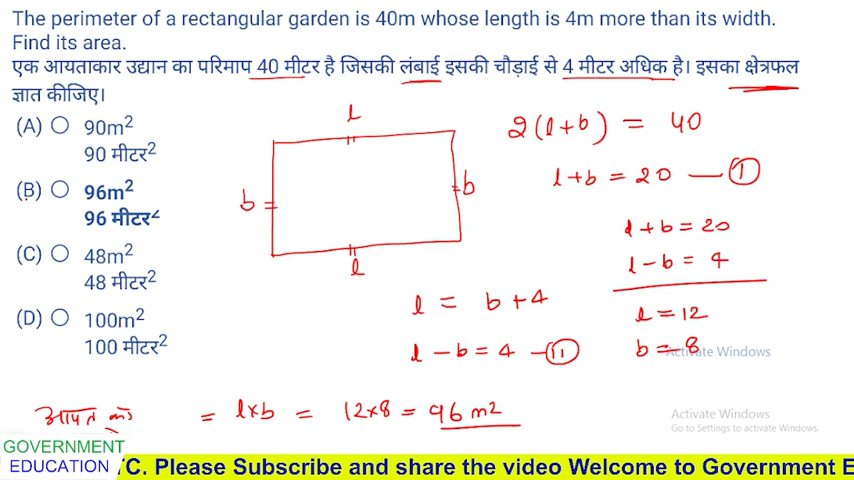 The perimeter of a rectangular garden is 40m whose length is 4m more than its width.
Find its area.
एक आयताकार उद्यान का परिमाप 40 मीटर है जिसकी लंबाई इसकी चौड़ाई से 4 मीटर अधिक है। इसका क्षेत्रफल
ज्ञात कीजिए।
(A) 90m²
90 मीटर²
(B) 96m²
96 मीटर²
(C) 48m²
48 मीटर²
(D) 100m²
100 मीटर²
l
b
b
l
2(l+b) = 40
l+b = 20 — (I)
l+b = 20
l-b = 4
l = 12
b = 8
l = b+4
l-b = 4 — (II)
आयत का = l×b = 12×8 = 96 m²
Activate Windows
Activate Windows
Go to Settings to activate Windows.
GOVERNMENT
EDUCATION
TC. Please Subscribe and share the video Welcome to Government E